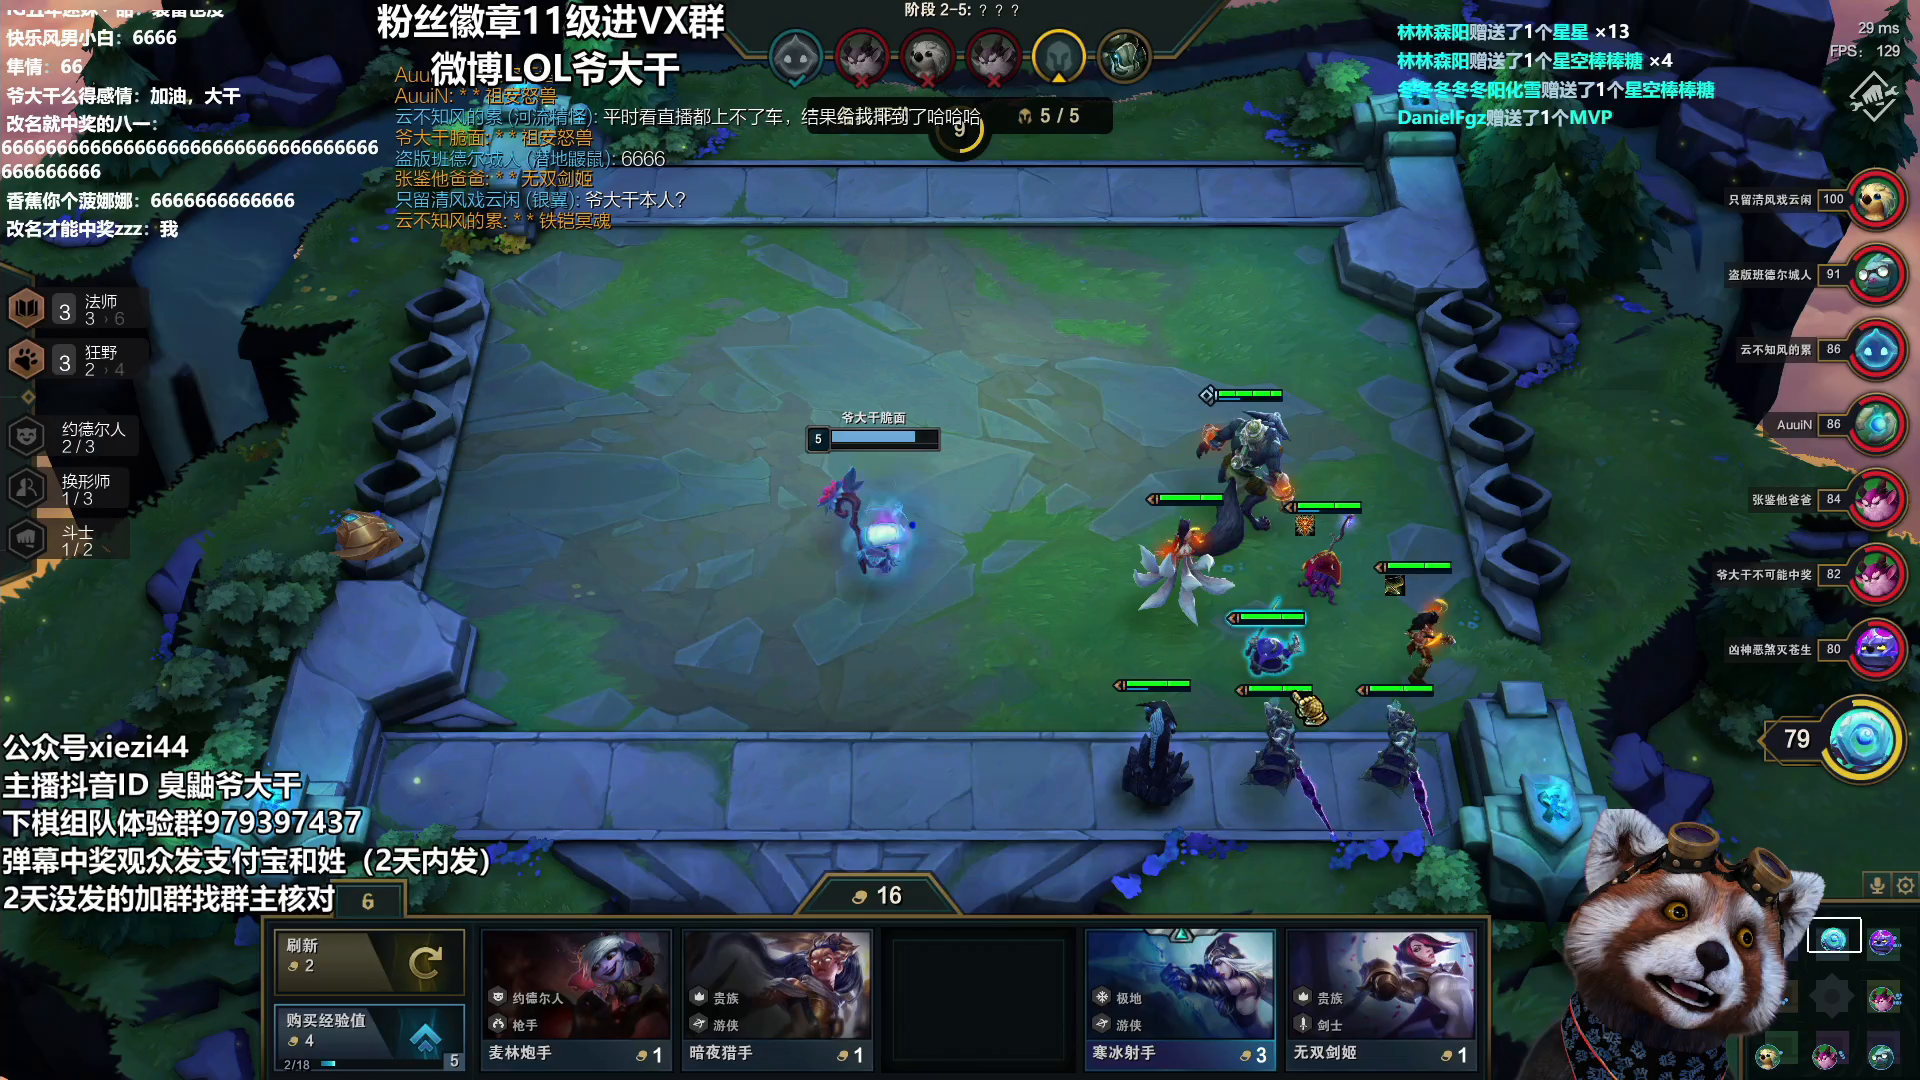 快乐风男小白：6666
隼情：66
爷大干么得感情：加油，大干
改名就中奖的八一：
666666666666666666666666666666666
666666666
香蕉你个菠娜娜：6666666666666
改名才能中奖zzz：我
粉丝徽章11级进VX群
微博LOL爷大干
AuuiN: * * 祖安怒兽
云不知风的累 (河流精怪): 平时看直播都上不了车，结果给我排到了哈哈哈
爷大干脆面: * * 祖安怒兽
盗版班德尔城人 (潜地鼹鼠): 6666
张鉴他爸爸: * * 无双剑姬
只留清风戏云闲 (银翼): 爷大干本人?
云不知风的累: * * 铁铠冥魂
阶段 2-5: ? ? ?
9
5 / 5
林林森阳赠送了1个星星 ×13
林林森阳赠送了1个星空棒棒糖 ×4
冬冬冬冬冬阳化雪赠送了1个星空棒棒糖
DanielFgz赠送了1个MVP
29 ms
FPS: 129
只留清风戏云闲 100
盗版班德尔城人 91
云不知风的累 86
AuuiN 86
张鉴他爸爸 84
爷大干不可能中奖 82
凶神恶煞灭苍生 80
79
3 法师
3 › 6
3 狂野
2 › 4
约德尔人
2 / 3
换形师
1 / 3
斗士
1 / 2
爷大干脆面
5
公众号xiezi44
主播抖音ID 臭鼬爷大干
下棋组队体验群979397437
弹幕中奖观众发支付宝和姓（2天内发）
2天没发的加群找群主核对
6
16
刷新
2
购买经验值
4
2/18
5
约德尔人
枪手
麦林炮手 1
贵族
游侠
暗夜猎手 1
极地
游侠
寒冰射手 3
贵族
剑士
无双剑姬 1